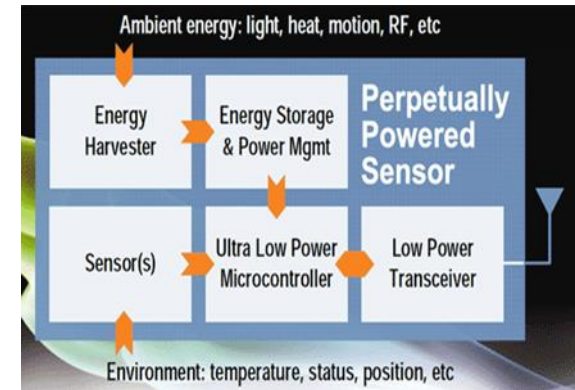 Ambient energy: light, heat, motion, RF, etc
Energy
Harvester
Energy Storage
& Power Mgmt
Perpetually
Powered
Sensor
Sensor(s)
Ultra Low Power
Microcontroller
Low Power
Transceiver
Environment: temperature, status, position, etc